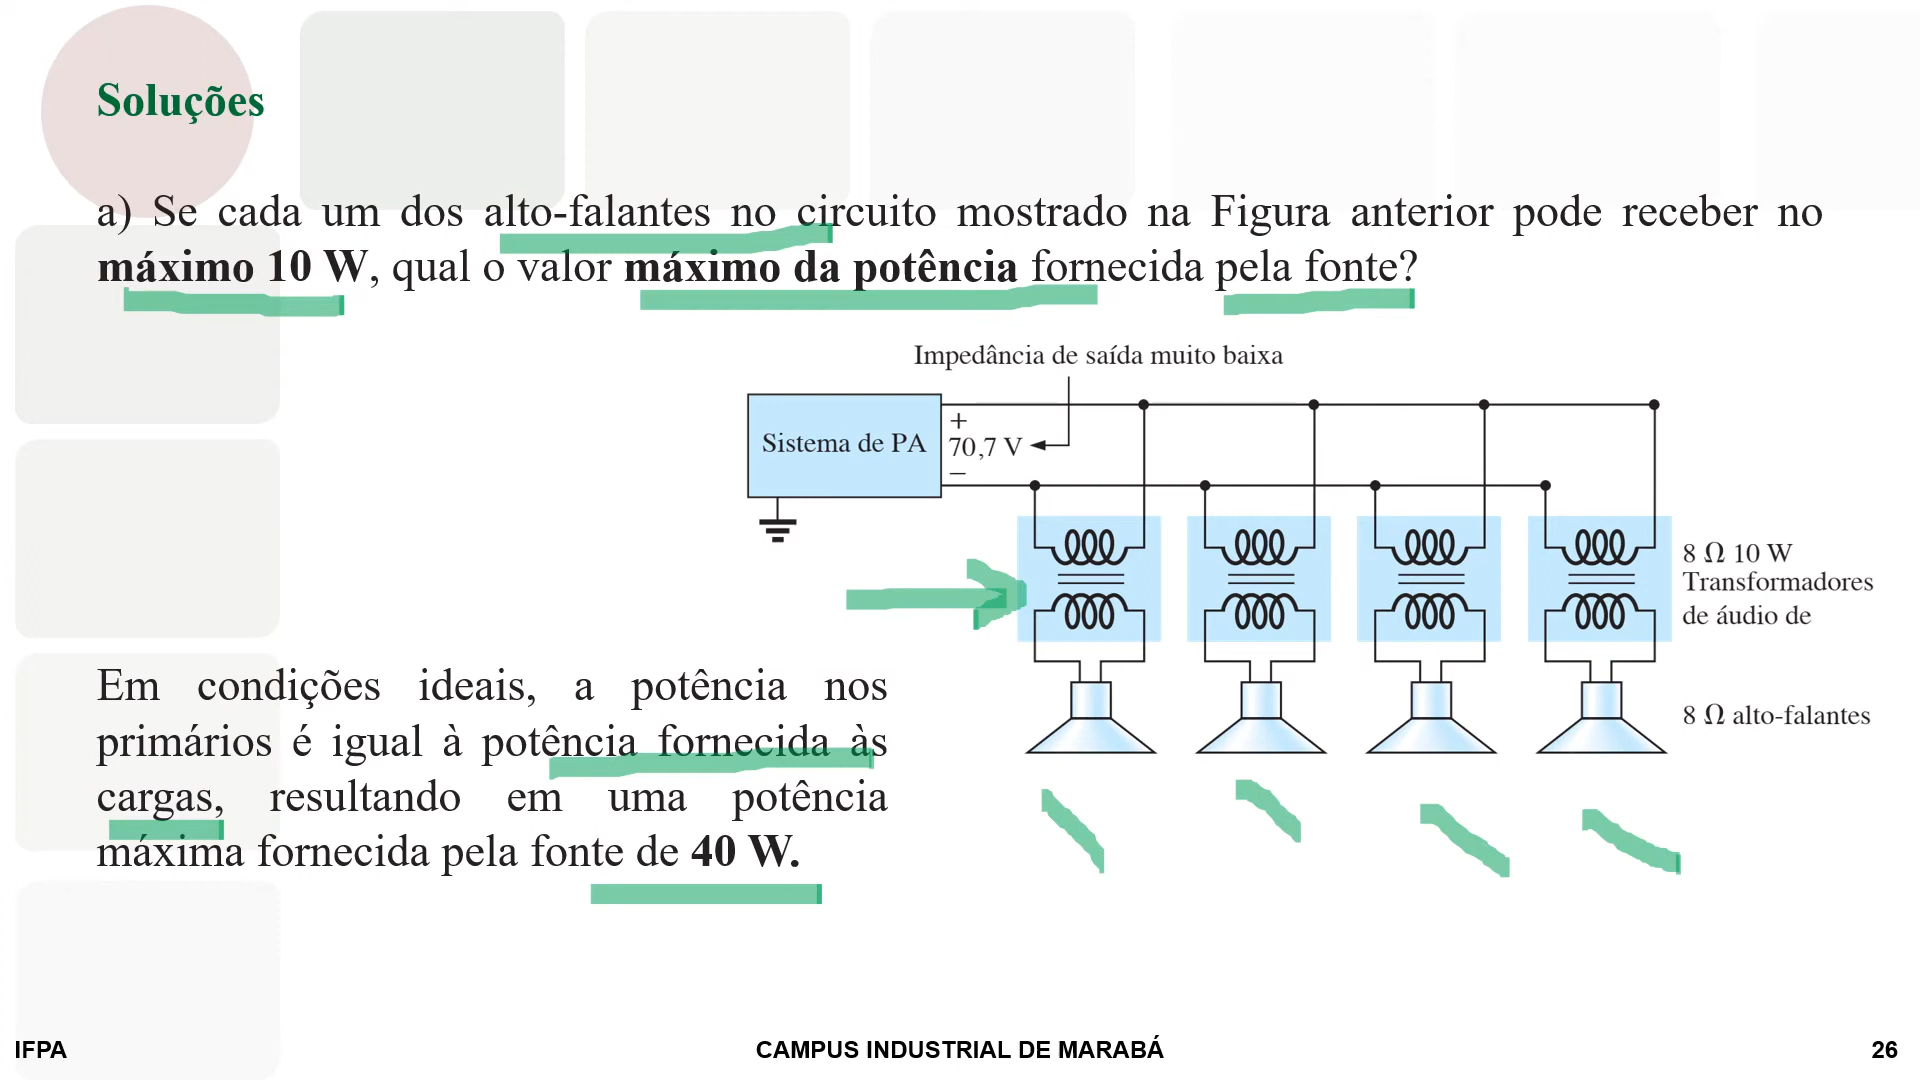 Soluções
a) Se cada um dos alto-falantes no circuito mostrado na Figura anterior pode receber no
máximo 10 W, qual o valor máximo da potência fornecida pela fonte?
Impedância de saída muito baixa
Sistema de PA
+
70,7 V
−
8 Ω 10 W
Transformadores
de áudio de
8 Ω alto-falantes
Em condições ideais, a potência nos
primários é igual à potência fornecida às
cargas, resultando em uma potência
máxima fornecida pela fonte de 40 W.
IFPA
CAMPUS INDUSTRIAL DE MARABÁ
26